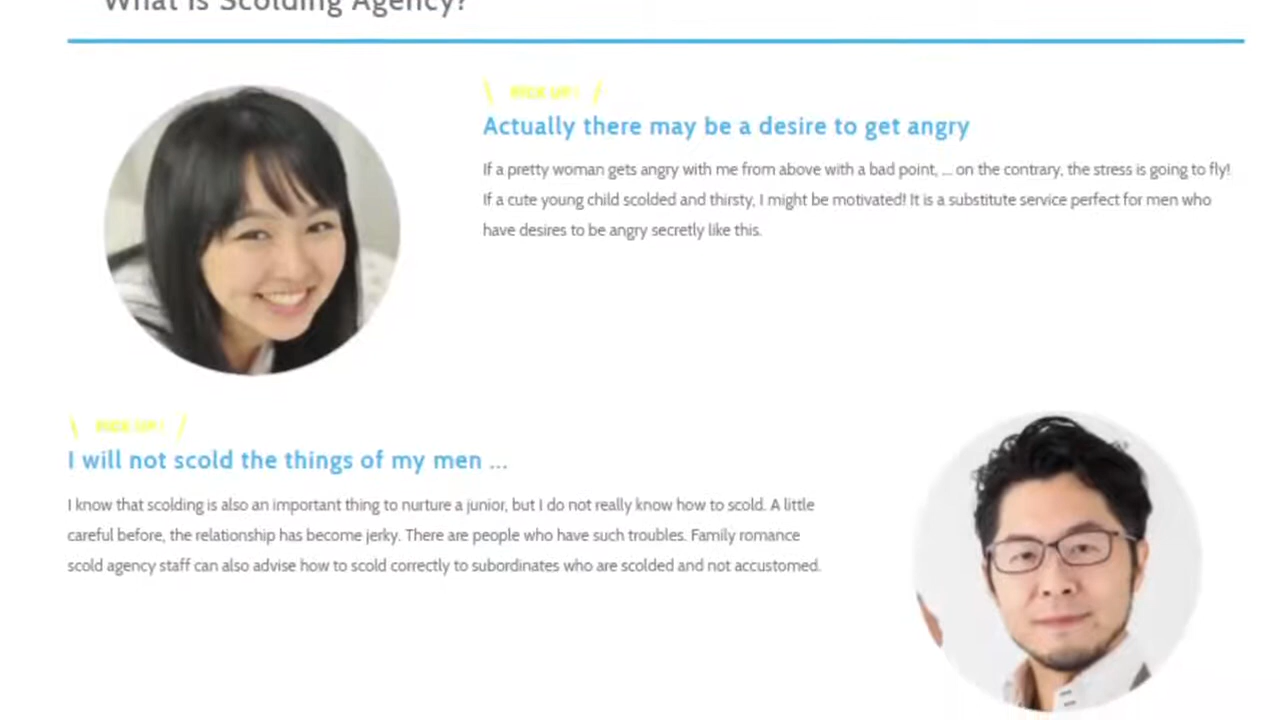 What is Scolding Agency?
\ PICK UP! /
Actually there may be a desire to get angry
If a pretty woman gets angry with me from above with a bad point, ... on the contrary, the stress is going to fly!
If a cute young child scolded and thirsty, I might be motivated! It is a substitute service perfect for men who
have desires to be angry secretly like this.
\ PICK UP! /
I will not scold the things of my men ...
I know that scolding is also an important thing to nurture a junior, but I do not really know how to scold. A little
careful before, the relationship has become jerky. There are people who have such troubles. Family romance
scold agency staff can also advise how to scold correctly to subordinates who are scolded and not accustomed.